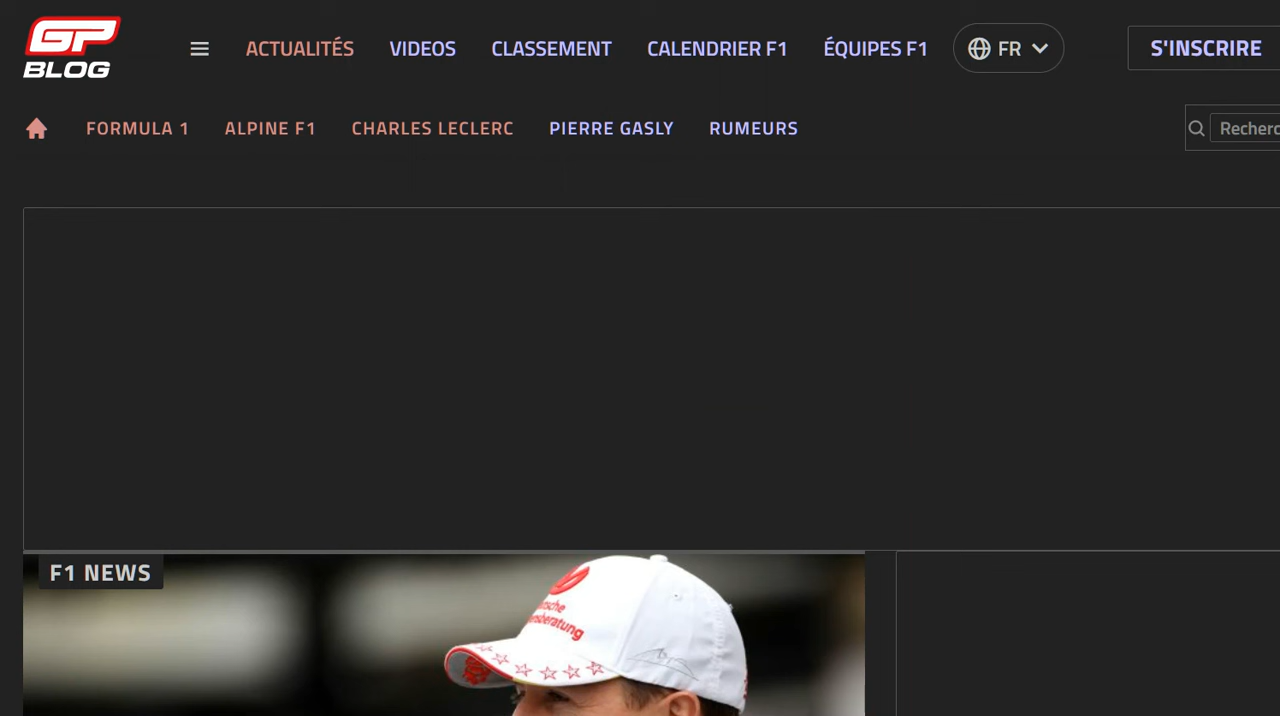 GP
BLOG
ACTUALITÉS VIDEOS CLASSEMENT CALENDRIER F1 ÉQUIPES F1 FR S'INSCRIRE
FORMULA 1 ALPINE F1 CHARLES LECLERC PIERRE GASLY RUMEURS
F1 NEWS